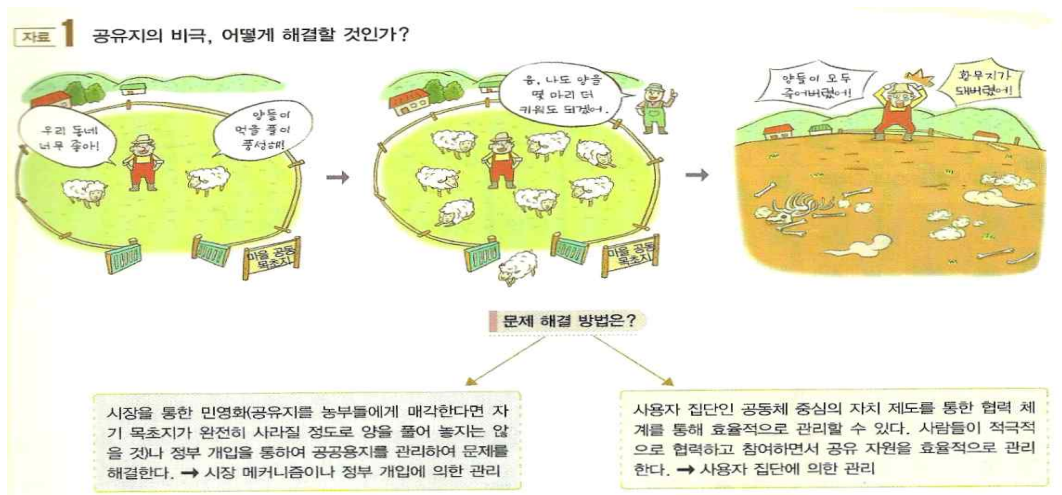 자료 1 공유지의 비극, 어떻게 해결할 것인가?
우리 동네
너무 좋아!
양들이
먹을 풀이
풍성해!
마을 공동
목초지
음, 나도 양을
몇 마리 더
키워도 되겠어.
마을 공동
목초지
양들이 모두
죽어버렸어!
황무지가
돼버렸어!
문제 해결 방법은?
시장을 통한 민영화(공유지를 농부들에게 매각한다면 자
기 목초지가 완전히 사라질 정도로 양을 풀어 놓지는 않
을 것)나 정부 개입을 통하여 공공용지를 관리하여 문제를
해결한다. → 시장 메커니즘이나 정부 개입에 의한 관리
사용자 집단인 공동체 중심의 자치 제도를 통한 협력 체
계를 통해 효율적으로 관리할 수 있다. 사람들이 적극적
으로 협력하고 참여하면서 공유 자원을 효율적으로 관리
한다. → 사용자 집단에 의한 관리